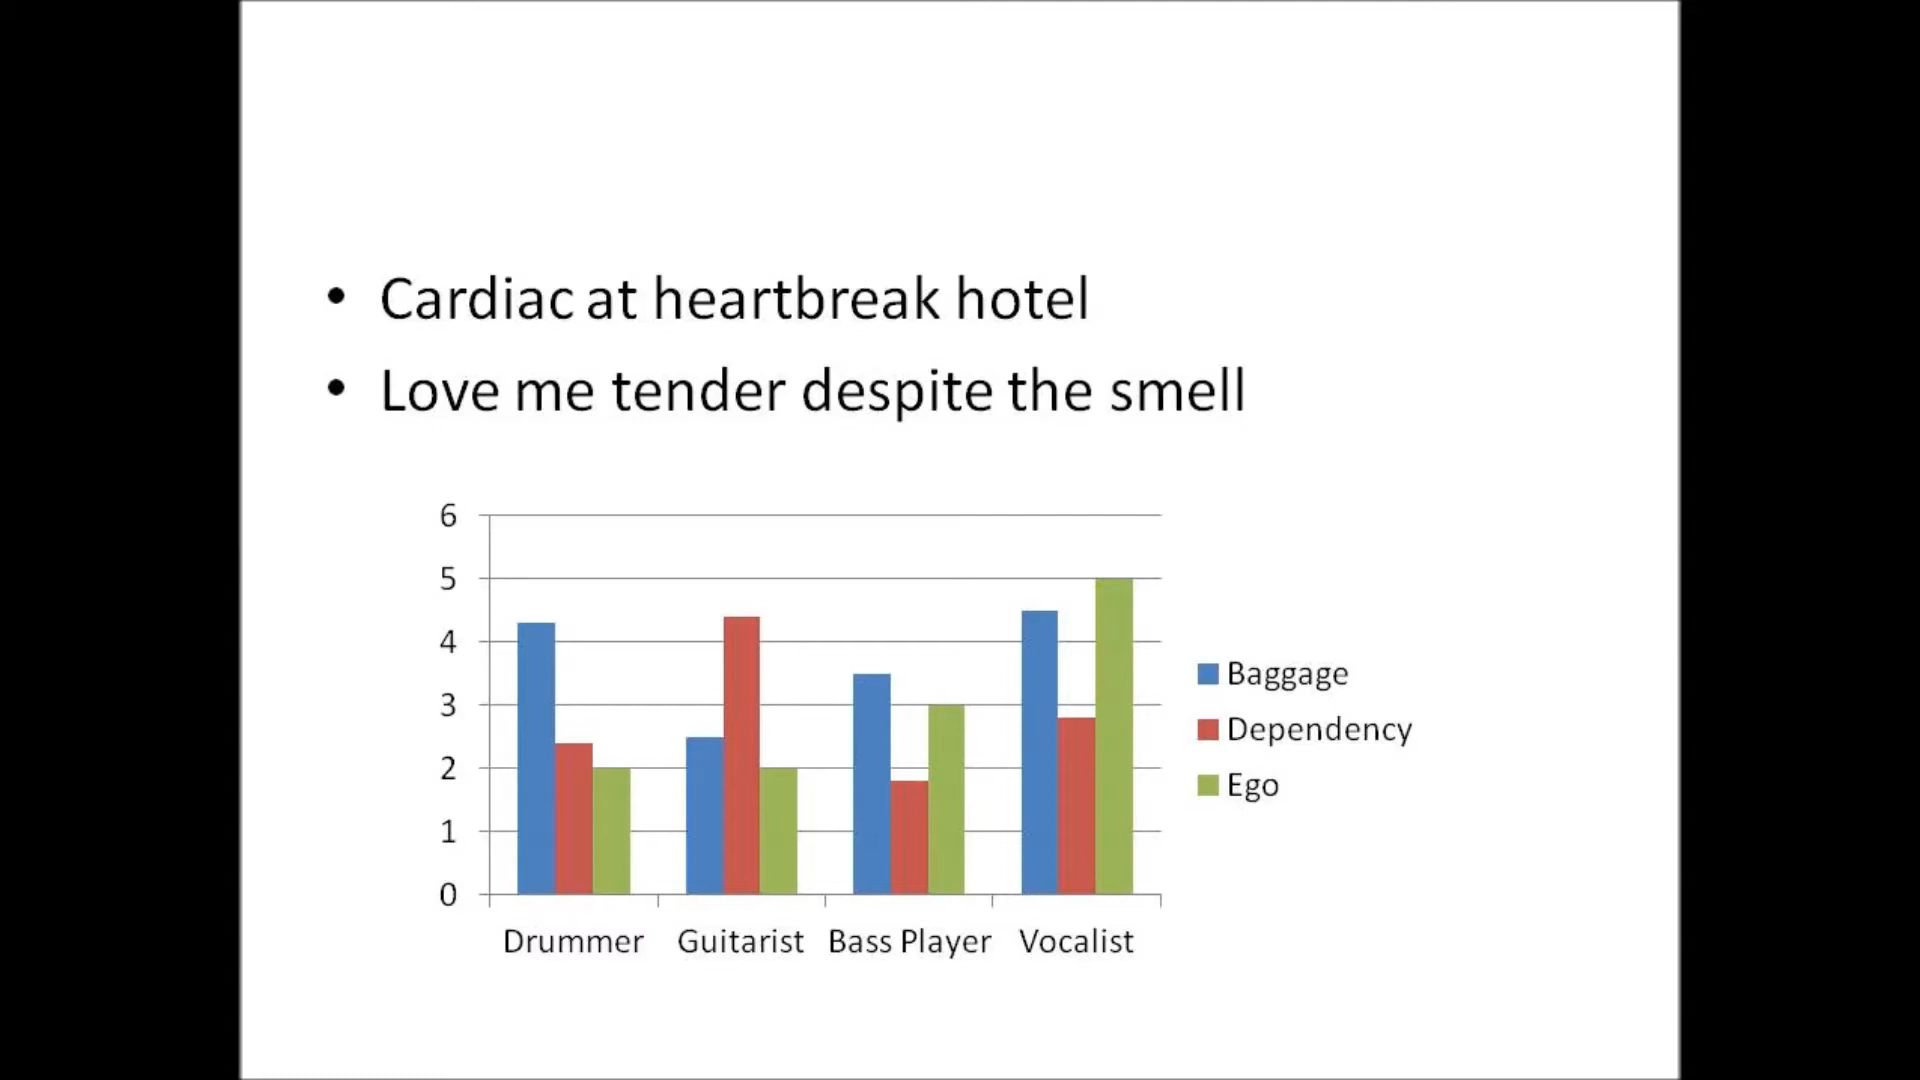 • Cardiac at heartbreak hotel
• Love me tender despite the smell
6
5
4
3
2
1
0
Drummer Guitarist Bass Player Vocalist
Baggage
Dependency
Ego